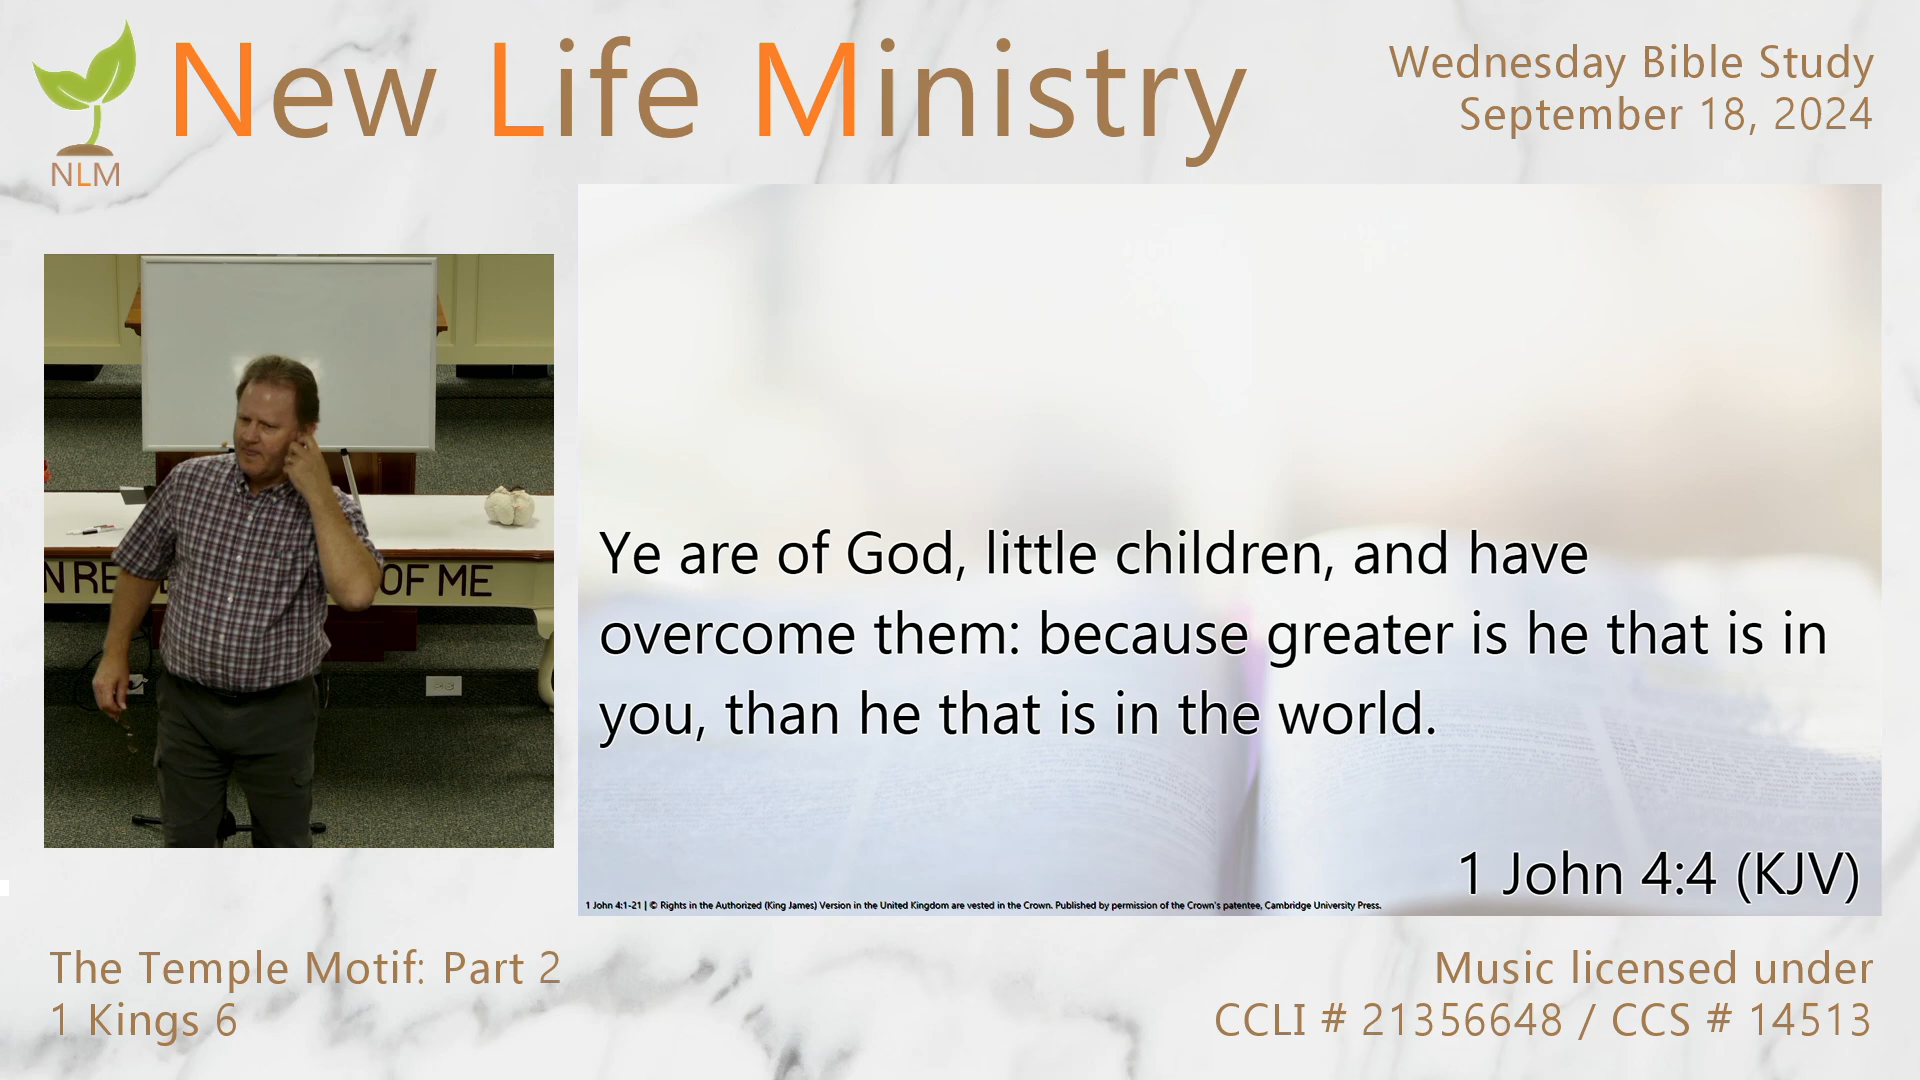 New Life Ministry
Wednesday Bible Study
September 18, 2024
NLM
OF ME
Ye are of God, little children, and have
overcome them: because greater is he that is in
you, than he that is in the world.
1 John 4:4 (KJV)
1 John 4:1-21 | © Rights in the Authorized (King James) Version in the United Kingdom are vested in the Crown. Published by permission of the Crown's patentee, Cambridge University Press.
The Temple Motif: Part 2
1 Kings 6
Music licensed under
CCLI # 21356648 / CCS # 14513